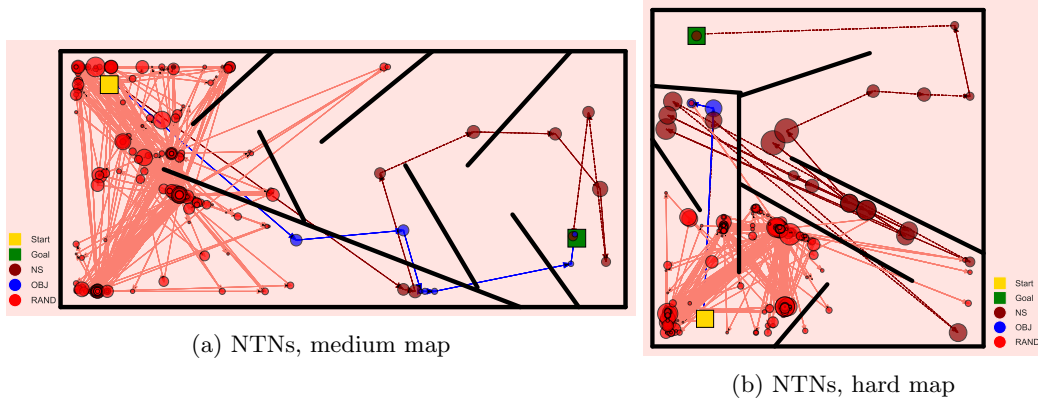 Start
Goal
NS
OBJ
RAND
(a) NTNs, medium map
Start
Goal
NS
OBJ
RAND
(b) NTNs, hard map